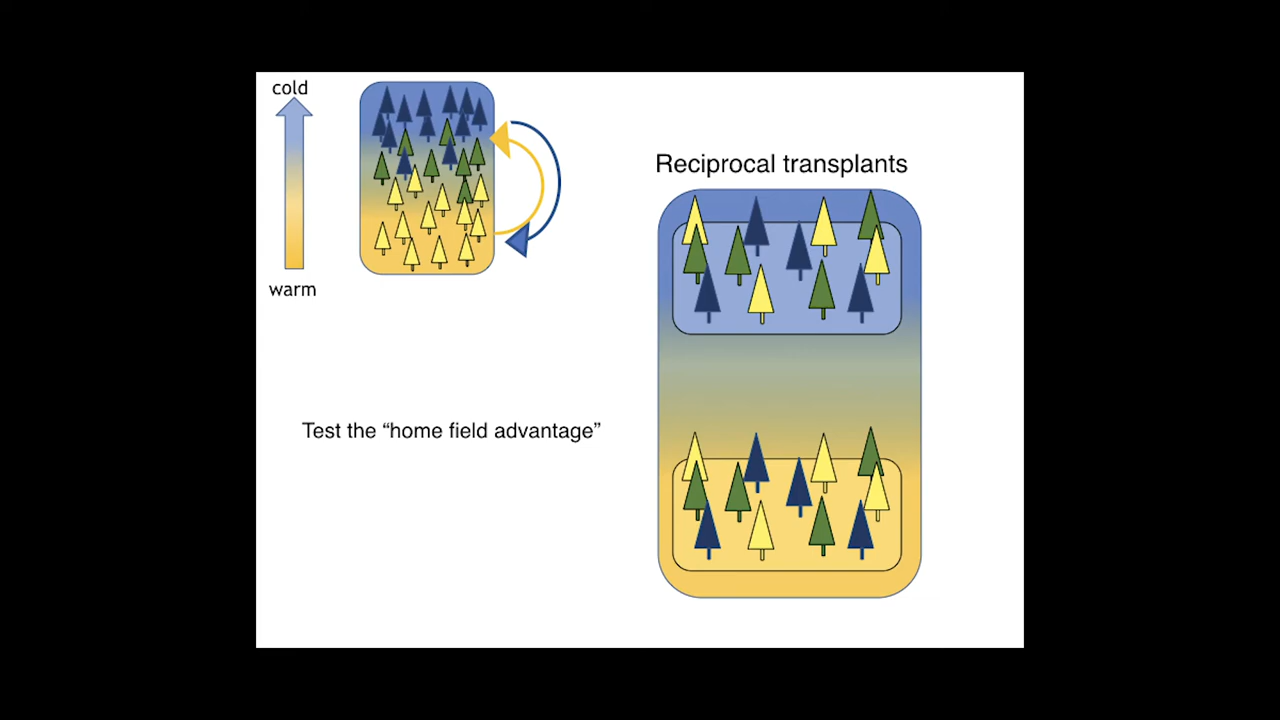 cold
warm
Reciprocal transplants
Test the “home field advantage”